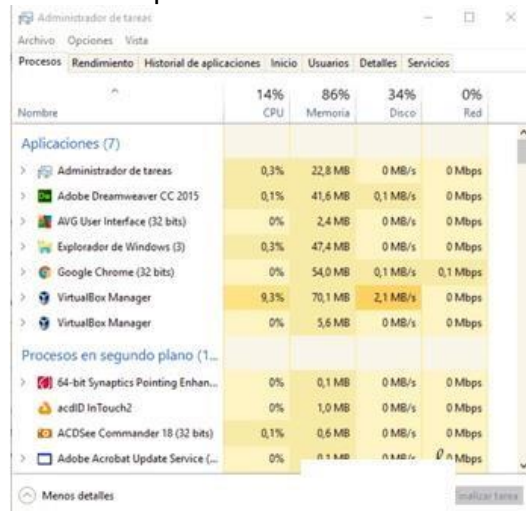 Administrador de tareas
Archivo Opciones Vista
Procesos Rendimiento Historial de aplicaciones Inicio Usuarios Detalles Servicios
14% 86% 34% 0%
Nombre CPU Memoria Disco Red
Aplicaciones (7)
Administrador de tareas 0,3% 22,8 MB 0 MB/s 0 Mbps
Adobe Dreamweaver CC 2015 0,1% 41,6 MB 0,1 MB/s 0 Mbps
AVG User Interface (32 bits) 0% 2,4 MB 0 MB/s 0 Mbps
Explorador de Windows (3) 0,3% 47,4 MB 0 MB/s 0 Mbps
Google Chrome (32 bits) 0% 54,0 MB 0,1 MB/s 0,1 Mbps
VirtualBox Manager 9,3% 70,1 MB 2,1 MB/s 0 Mbps
VirtualBox Manager 0% 5,6 MB 0 MB/s 0 Mbps
Procesos en segundo plano (1...
64-bit Synaptics Pointing Enhan... 0% 0,1 MB 0 MB/s 0 Mbps
acdID InTouch2 0% 1,0 MB 0 MB/s 0 Mbps
ACDSee Commander 18 (32 bits) 0,1% 0,6 MB 0 MB/s 0 Mbps
Adobe Acrobat Update Service (... 0% 0,1 MB 0 MB/s 0 Mbps
Menos detalles tarea